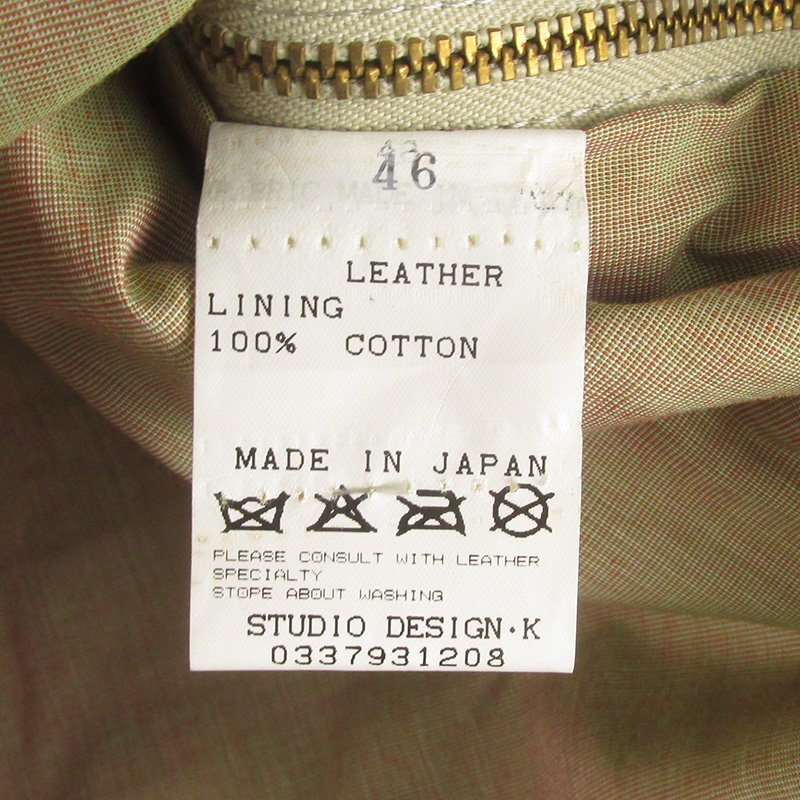 46
LEATHER
LINING
100% COTTON
MADE IN JAPAN
PLEASE CONSULT WITH LEATHER
SPECIALTY
STOPE ABOUT WASHING
STUDIO DESIGN·K
0337931208